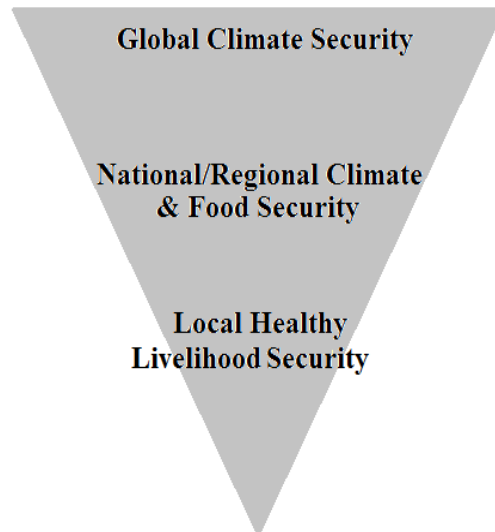 Global Climate Security
National/Regional Climate
& Food Security
Local Healthy
Livelihood Security